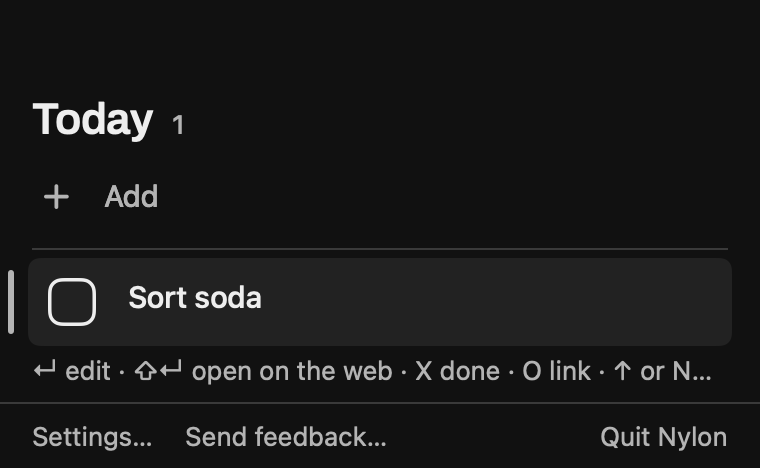 Today 1
+ Add
Sort soda
↵ edit · ⇧↵ open on the web · X done · O link · ↑ or N…
Settings… Send feedback… Quit Nylon